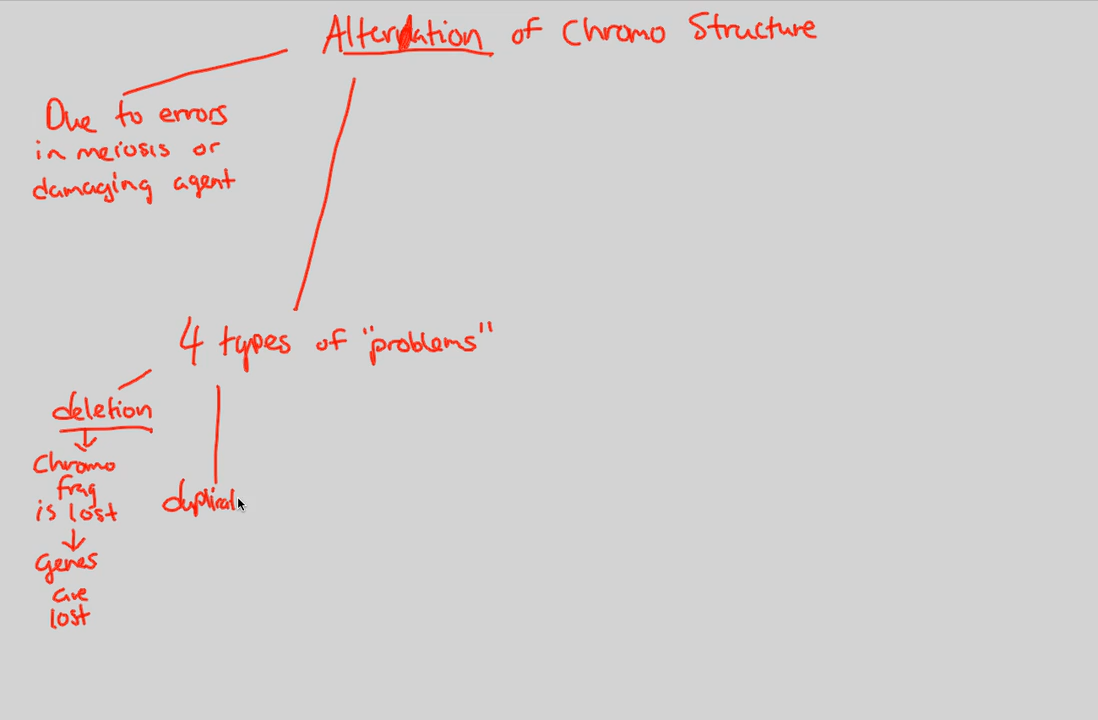 Alteration of Chromo Structure
Due to errors
in meiosis or
damaging agent
4 types of "problems"
deletion
Chromo
frag
is lost
Genes
are
lost
duplicat